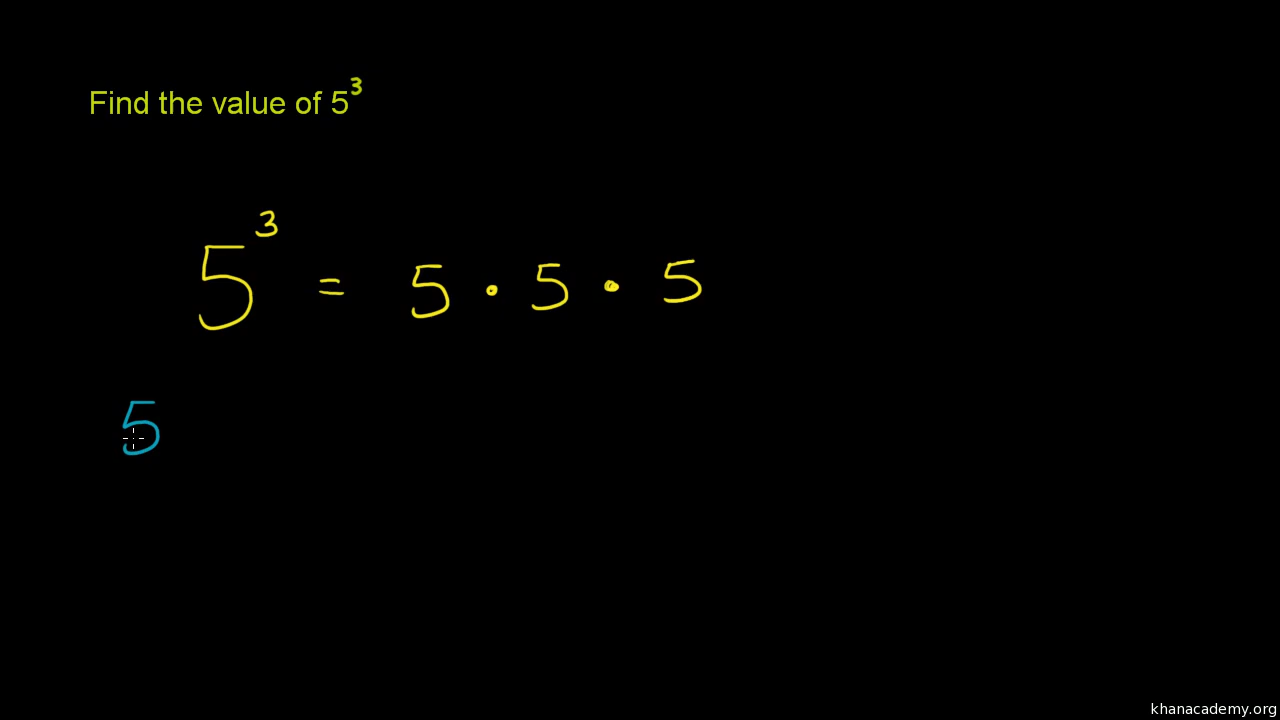 Find the value of 5³
5³ = 5 · 5 · 5
5
khanacademy.org